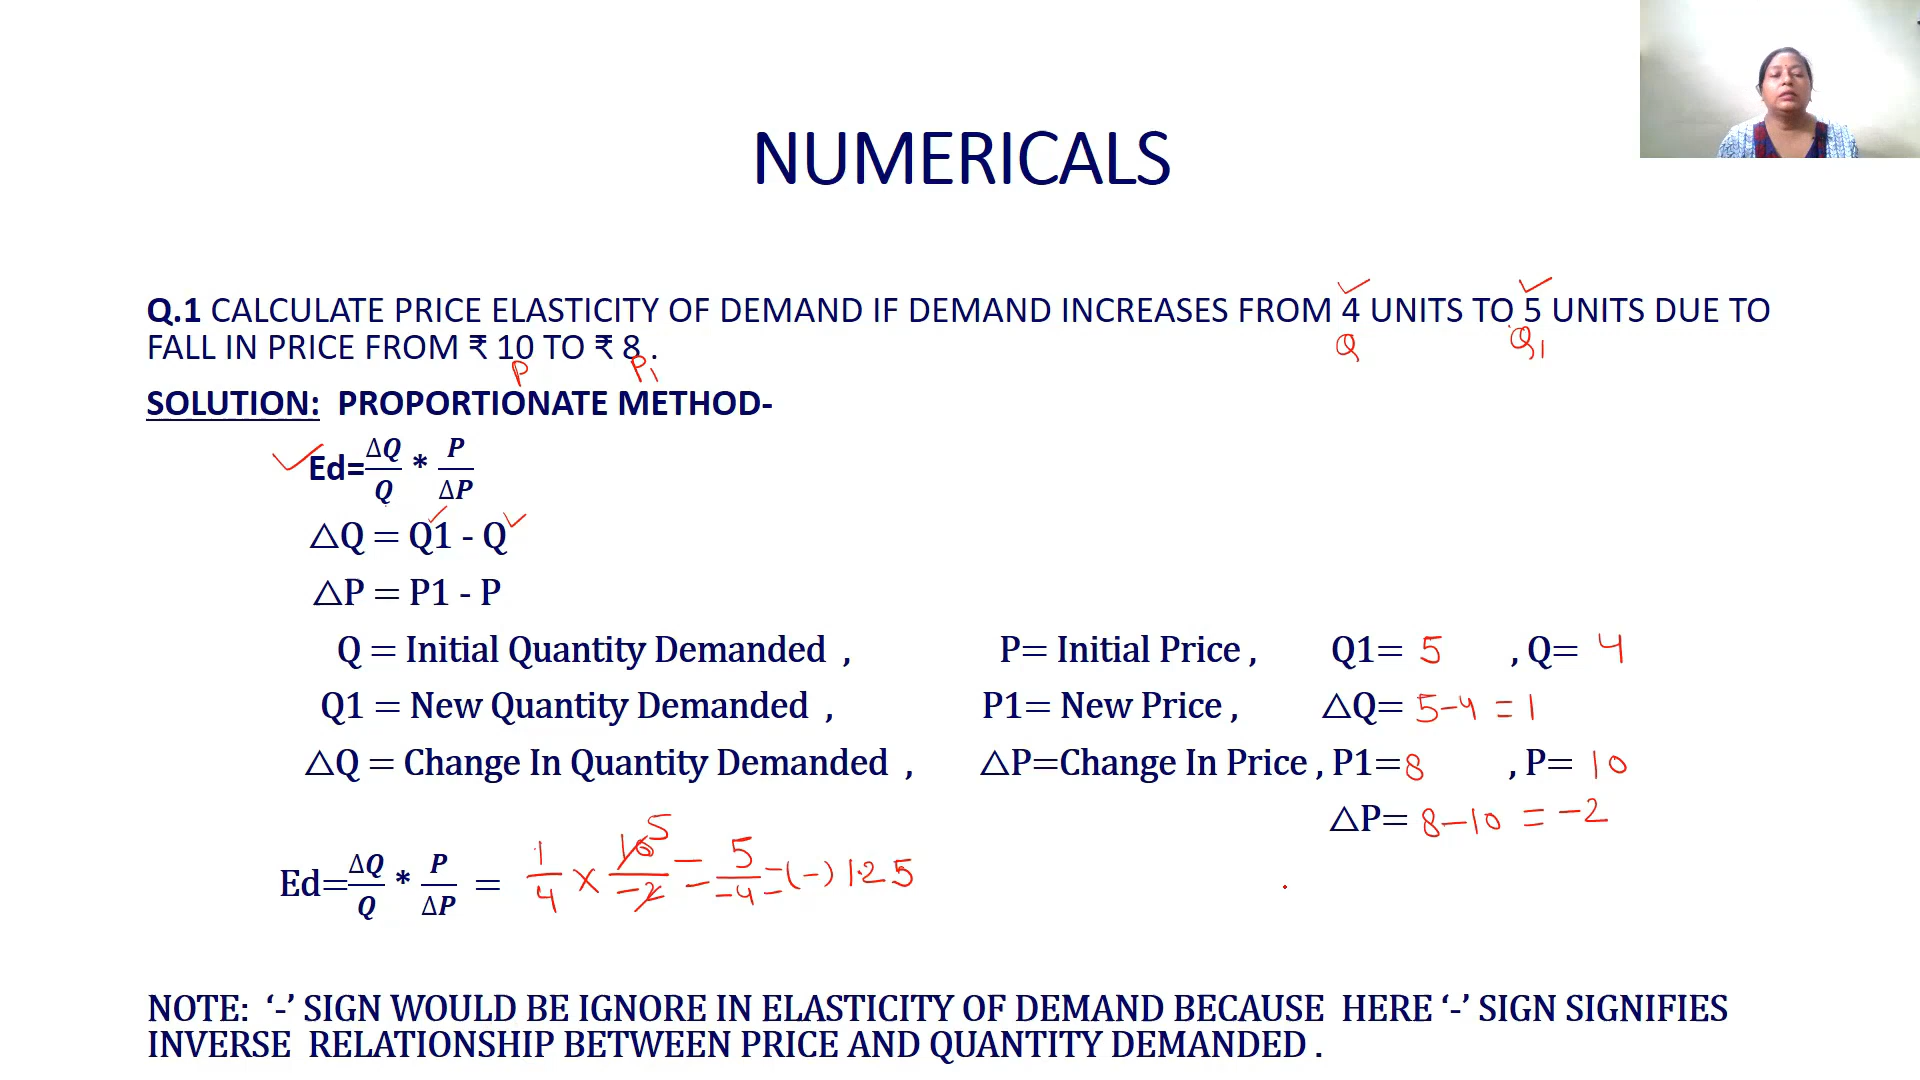 NUMERICALS
Q.1 CALCULATE PRICE ELASTICITY OF DEMAND IF DEMAND INCREASES FROM 4 UNITS TO 5 UNITS DUE TO
Q Q1
FALL IN PRICE FROM ₹ 10 TO ₹ 8 .
P P1
SOLUTION: PROPORTIONATE METHOD-
Ed=ΔQ/Q * P/ΔP
△Q = Q1 - Q
△P = P1 - P
Q = Initial Quantity Demanded , P= Initial Price , Q1= 5 , Q= 4
Q1 = New Quantity Demanded , P1= New Price , △Q= 5-4 = 1
△Q = Change In Quantity Demanded , △P=Change In Price , P1=8 , P= 10
△P= 8-10 = -2
Ed=ΔQ/Q * P/ΔP = 1/4 × 10/-2 5 = 5/-4 = (-) 1.25
NOTE: ‘-’ SIGN WOULD BE IGNORE IN ELASTICITY OF DEMAND BECAUSE HERE ‘-’ SIGN SIGNIFIES
INVERSE RELATIONSHIP BETWEEN PRICE AND QUANTITY DEMANDED .